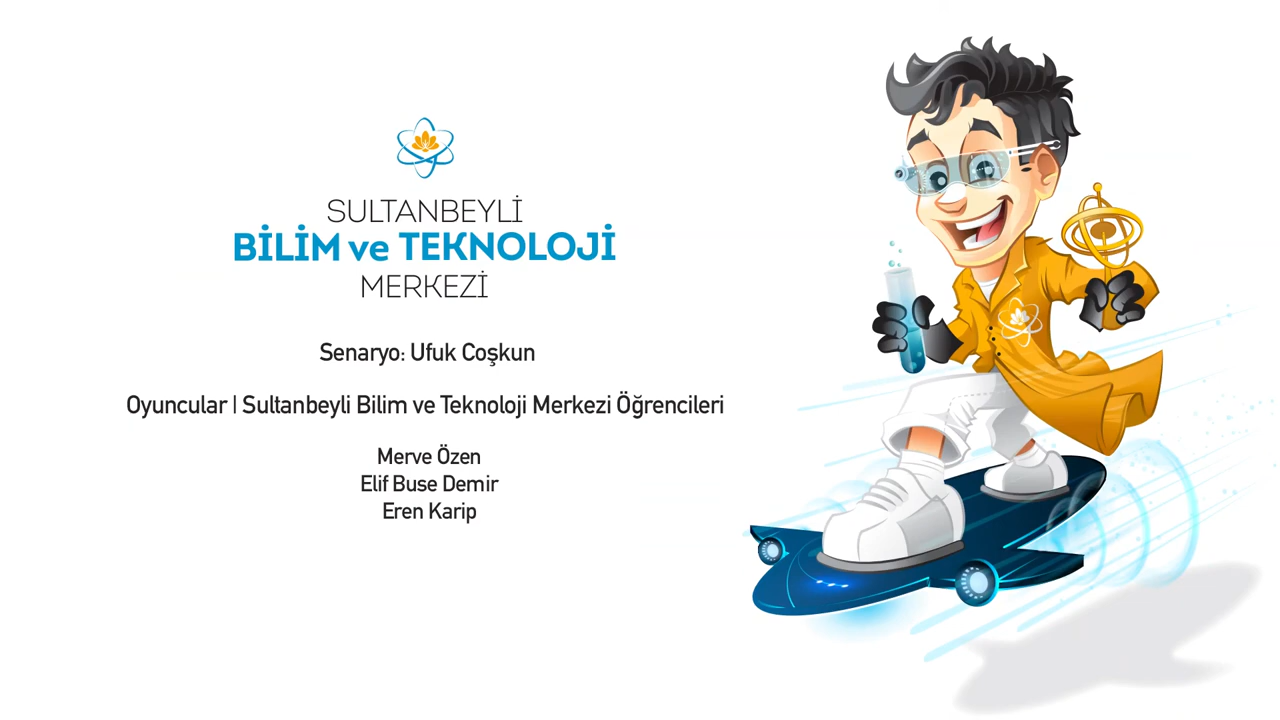 SULTANBEYLİ
BİLİM ve TEKNOLOJİ
MERKEZİ
Senaryo: Ufuk Coşkun
Oyuncular | Sultanbeyli Bilim ve Teknoloji Merkezi Öğrencileri
Merve Özen
Elif Buse Demir
Eren Karip